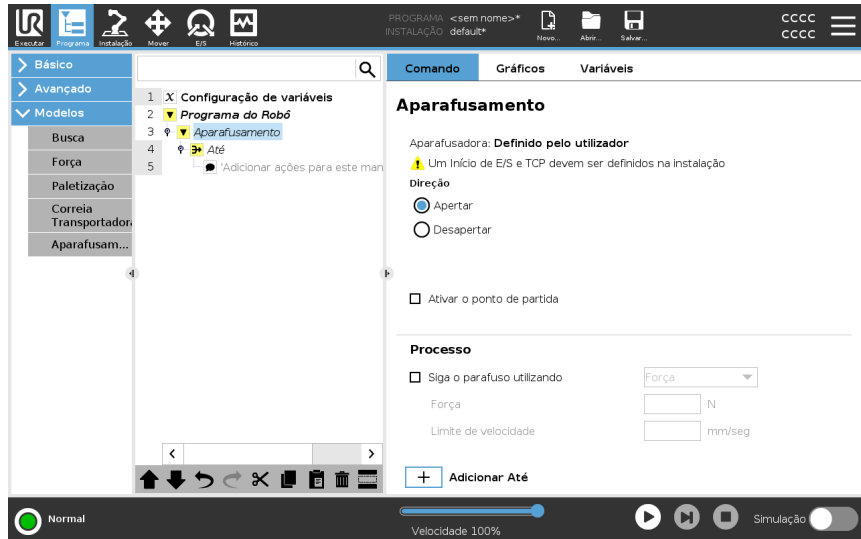 UR
Executar
Programa
Instalação
Mover
E/S
Histórico
PROGRAMA <sem nome>*
INSTALAÇÃO default*
Novo...
Abrir...
Salvar...
cccc
cccc
Básico
Avançado
Modelos
Busca
Força
Paletização
Correia
Transportador
Aparafusam...
1 X Configuração de variáveis
2 Programa do Robô
3 Aparafusamento
4 Até
5 'Adicionar ações para este man
Comando Gráficos Variáveis
Aparafusamento
Aparafusadora: Definido pelo utilizador
Um Início de E/S e TCP devem ser definidos na instalação
Direção
Apertar
Desapertar
Ativar o ponto de partida
Processo
Siga o parafuso utilizando Força
Força N
Limite de velocidade mm/seg
+ Adicionar Até
Normal
Velocidade 100%
Simulação